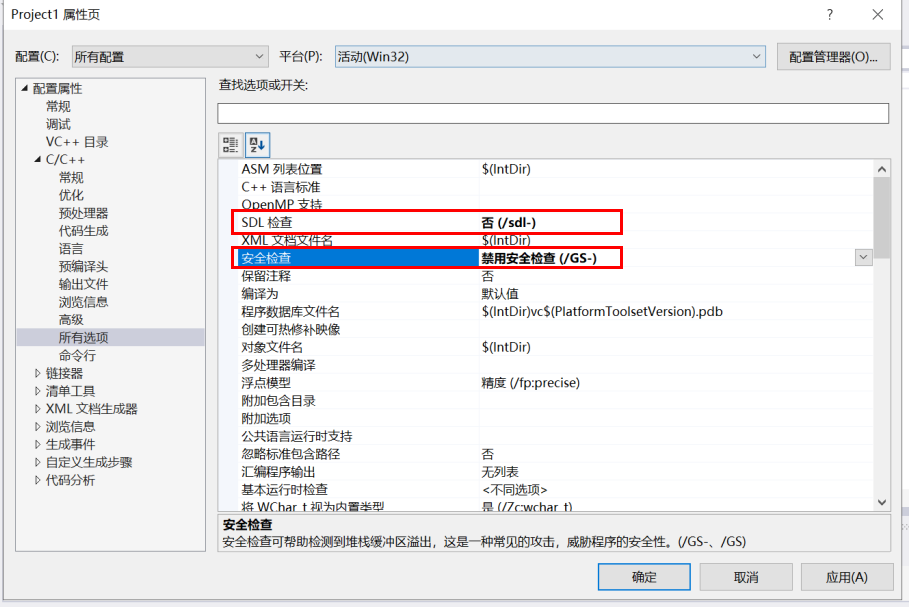 Project1 属性页
配置(C): 所有配置 平台(P): 活动(Win32) 配置管理器(O)...
配置属性
常规
调试
VC++ 目录
C/C++
常规
优化
预处理器
代码生成
语言
预编译头
输出文件
浏览信息
高级
所有选项
命令行
链接器
清单工具
XML 文档生成器
浏览信息
生成事件
自定义生成步骤
代码分析
查找选项或开关:
ASM 列表位置 $(IntDir)
C++ 语言标准
OpenMP 支持
SDL 检查 否 (/sdl-)
XML 文档文件名 $(IntDir)
安全检查 禁用安全检查 (/GS-)
保留注释 否
编译为 默认值
程序数据库文件名 $(IntDir)vc$(PlatformToolsetVersion).pdb
创建可热修补映像
对象文件名 $(IntDir)
多处理器编译
浮点模型 精度 (/fp:precise)
附加包含目录
附加选项
公共语言运行时支持
忽略标准包含路径 否
汇编程序输出 无列表
基本运行时检查 <不同选项>
将 WChar_t 视为内置类型 是 (/Zc:wchar_t)
安全检查
安全检查可帮助检测到堆栈缓冲区溢出，这是一种常见的攻击，威胁程序的安全性。(/GS-、/GS)
确定 取消 应用(A)